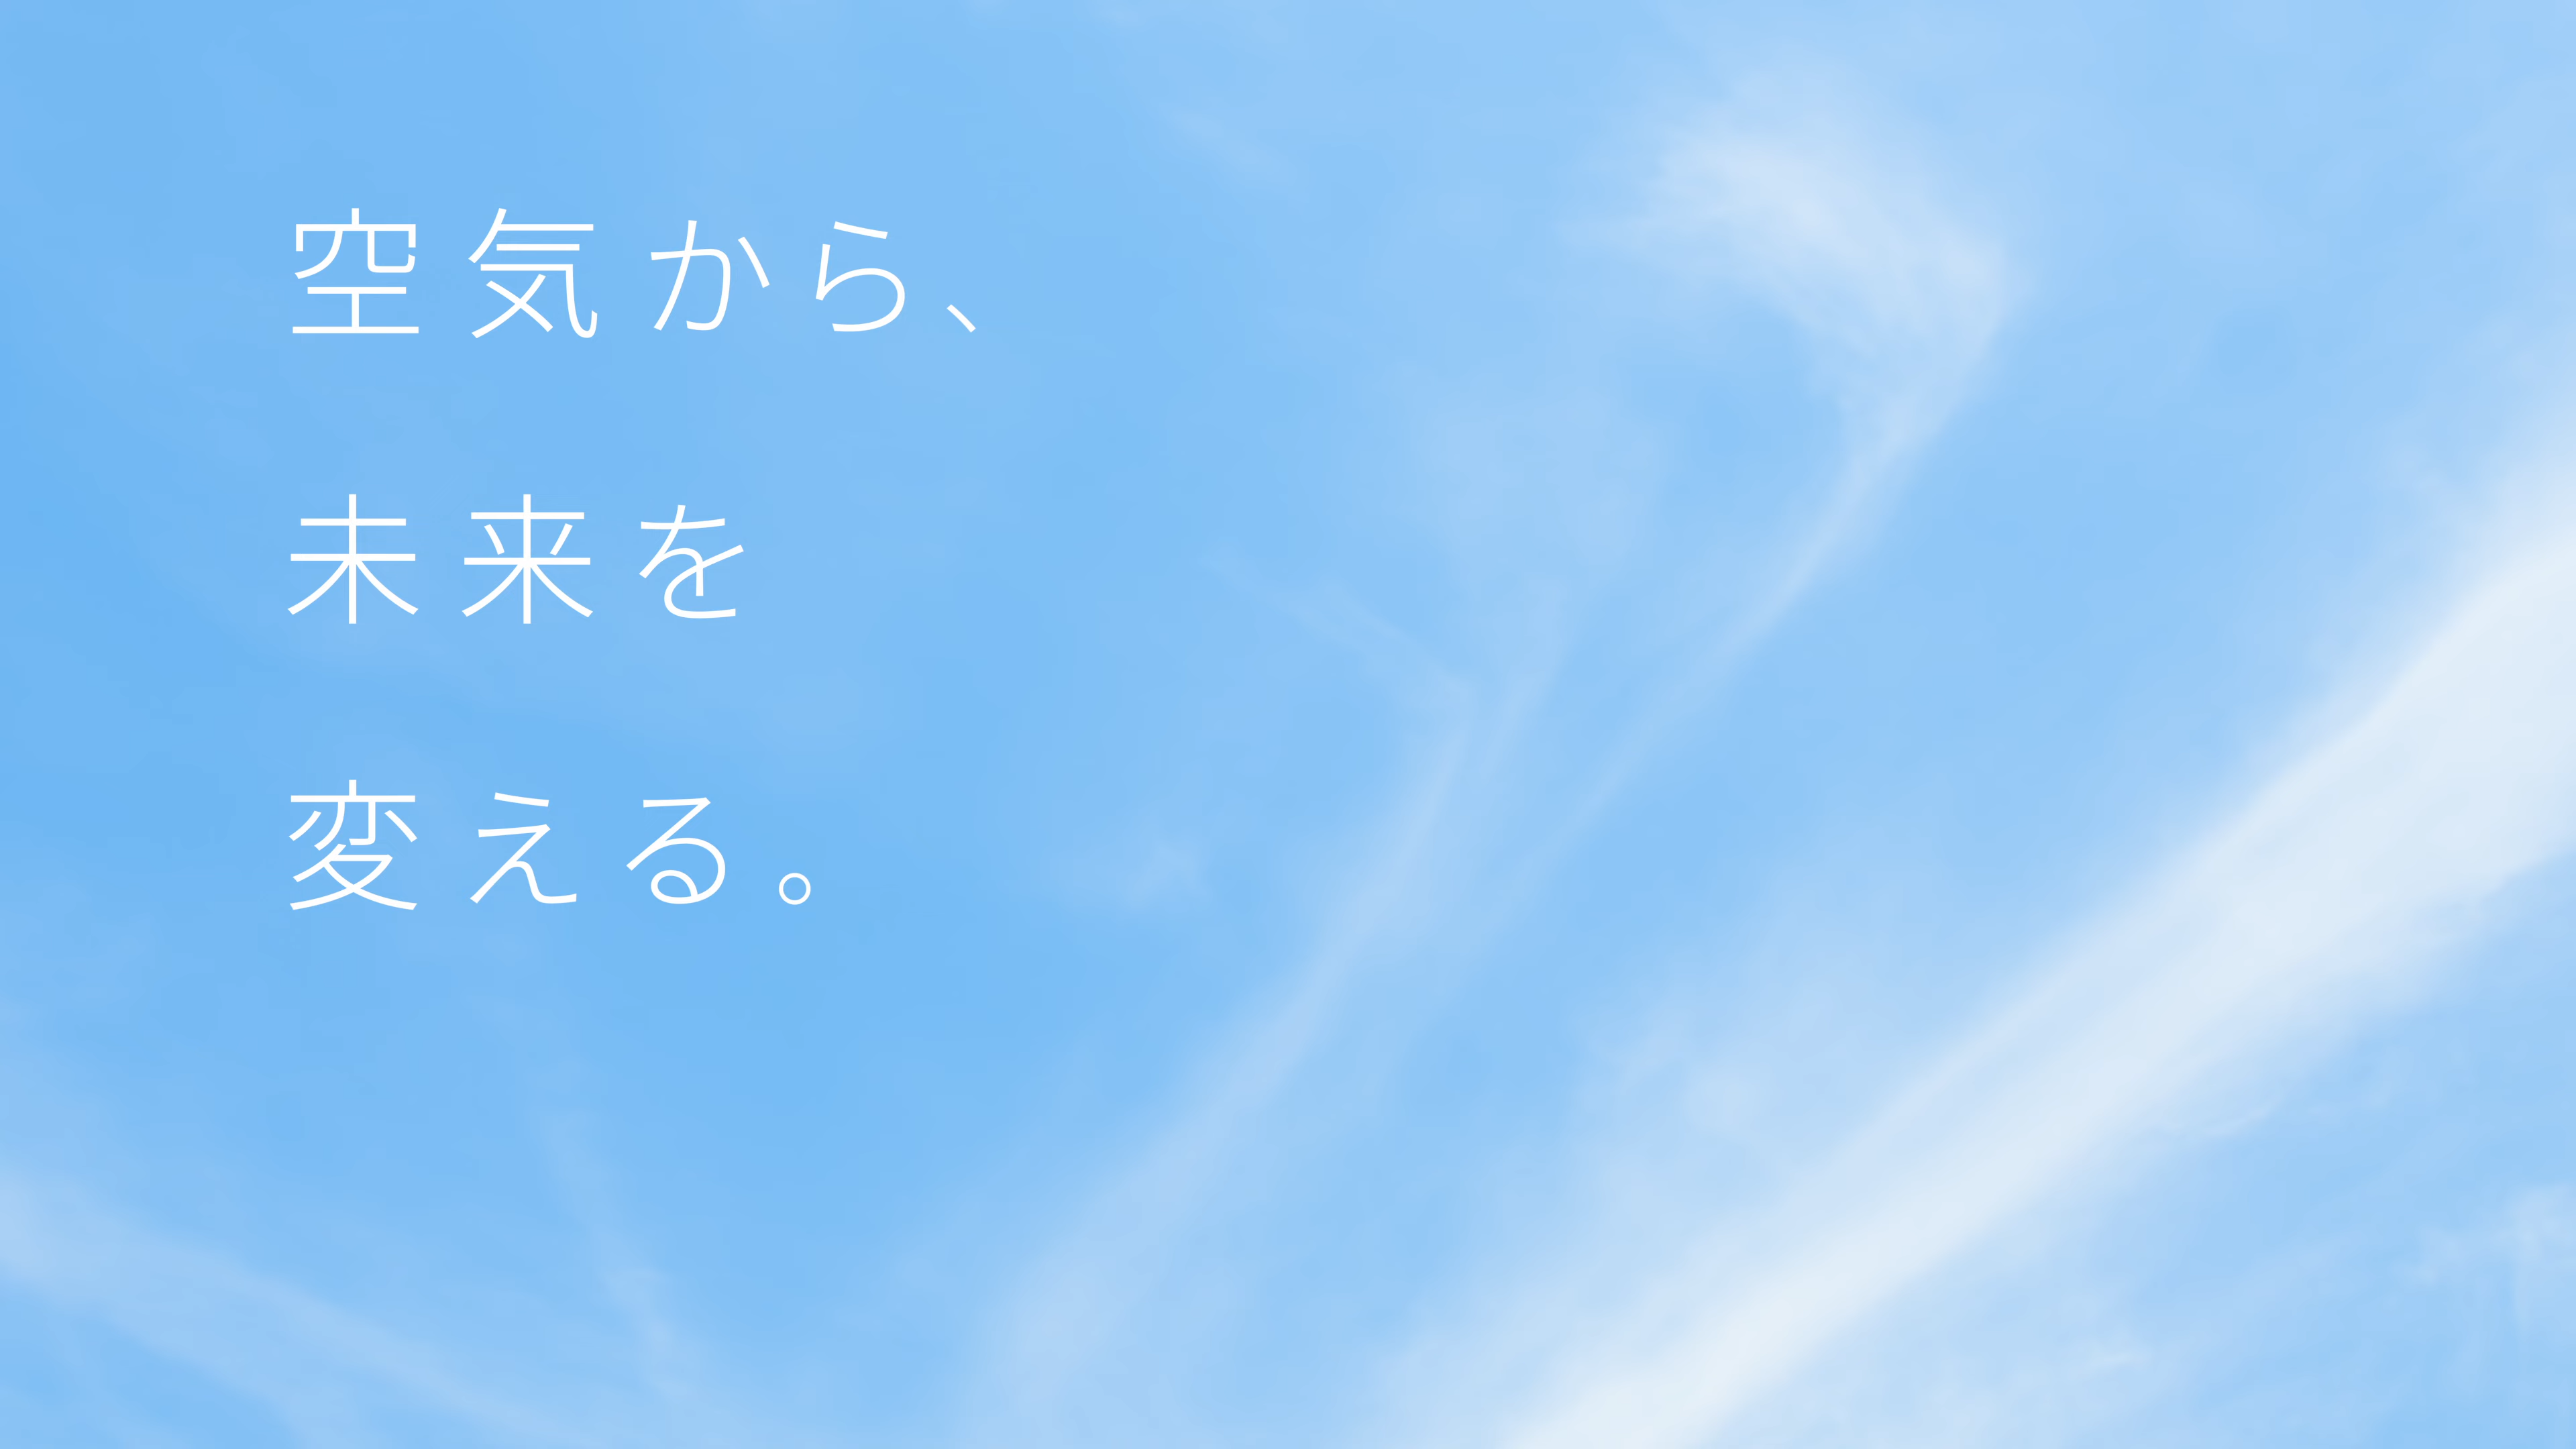 空気から、
未来を
変える。